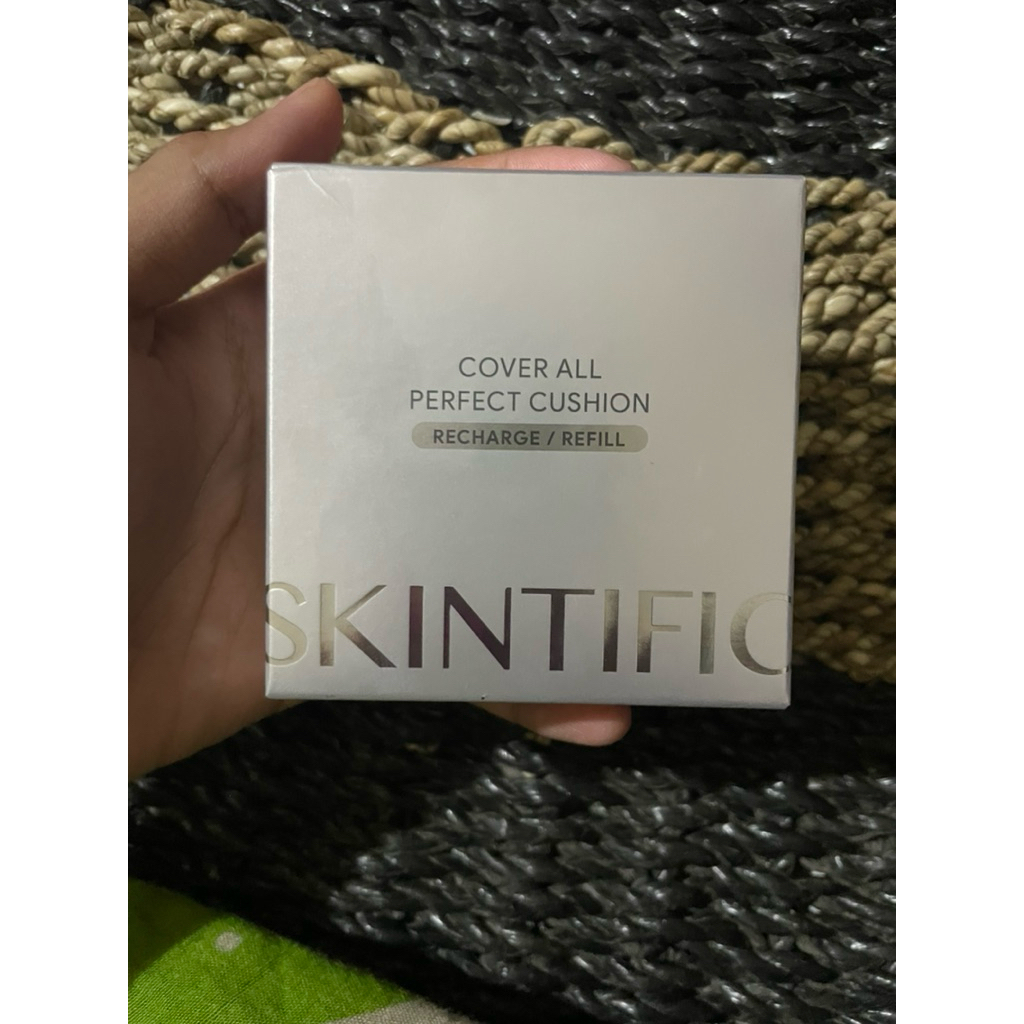 COVER ALL
PERFECT CUSHION
RECHARGE / REFILL
SKINTIFIC